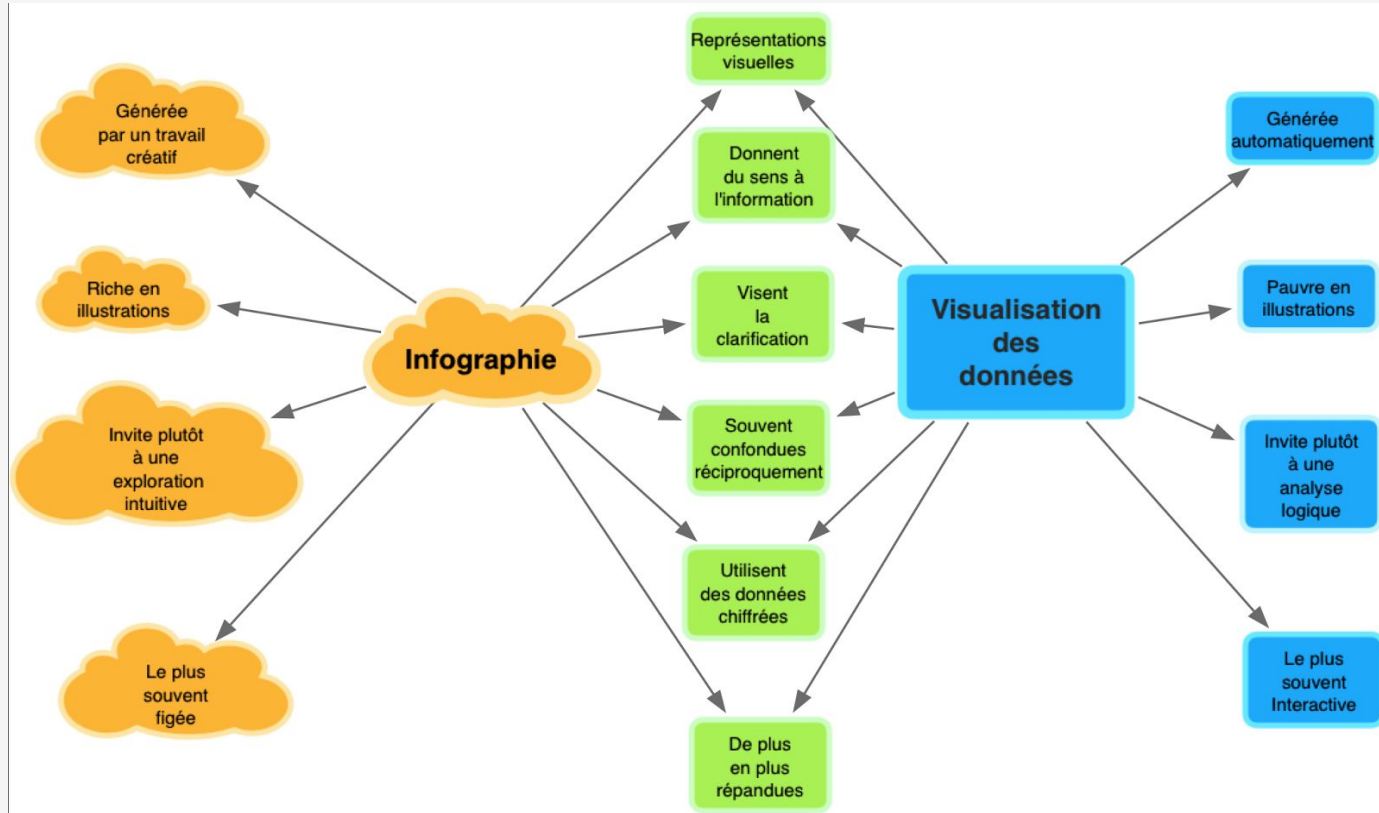 Représentations
visuelles
Générée
par un travail
créatif
Générée
automatiquement
Donnent
du sens à
l'information
Riche en
illustrations
Visent
la
clarification
Pauvre en
illustrations
Infographie
Visualisation
des
données
Invite plutôt
à une
exploration
intuitive
Souvent
confondues
réciproquement
Invite plutôt
à une
analyse
logique
Utilisent
des données
chiffrées
Le plus
souvent
figée
Le plus
souvent
Interactive
De plus
en plus
répandues